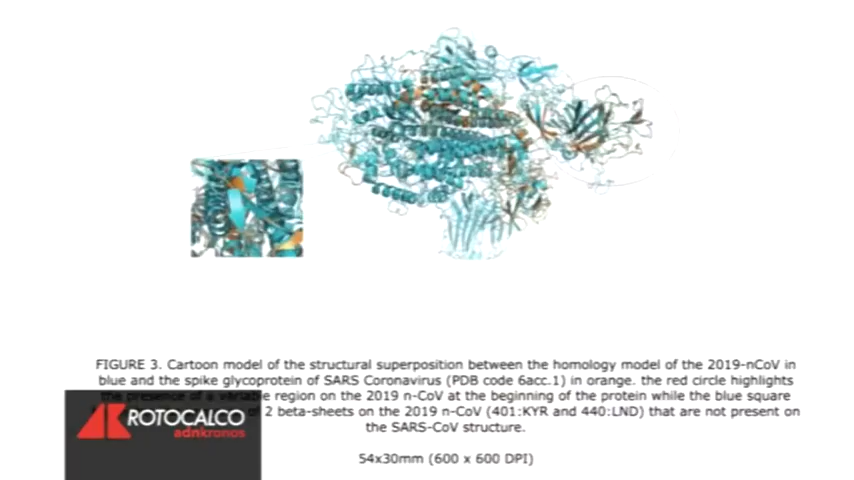 FIGURE 3. Cartoon model of the structural superposition between the homology model of the 2019-nCoV in
blue and the spike glycoprotein of SARS Coronavirus (PDB code 6acc.1) in orange. the red circle highlights
the presence of a variable region on the 2019 n-CoV at the beginning of the protein while the blue square
2 beta-sheets on the 2019 n-CoV (401:KYR and 440:LND) that are not present on
the SARS-CoV structure.
ROTOCALCO
adnkronos
54x30mm (600 x 600 DPI)